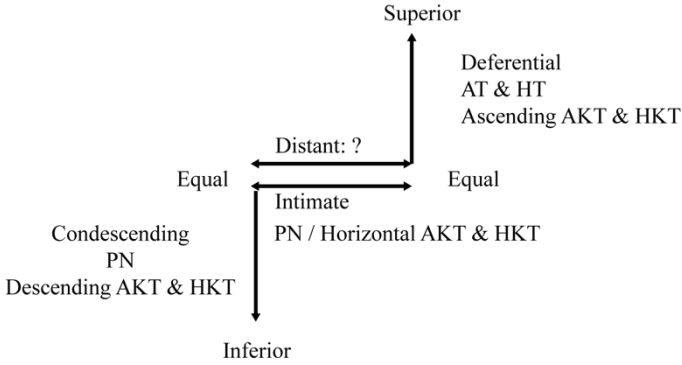 Superior
Deferential
AT & HT
Ascending AKT & HKT
Distant: ?
Equal
Equal
Intimate
PN / Horizontal AKT & HKT
Condescending
PN
Descending AKT & HKT
Inferior